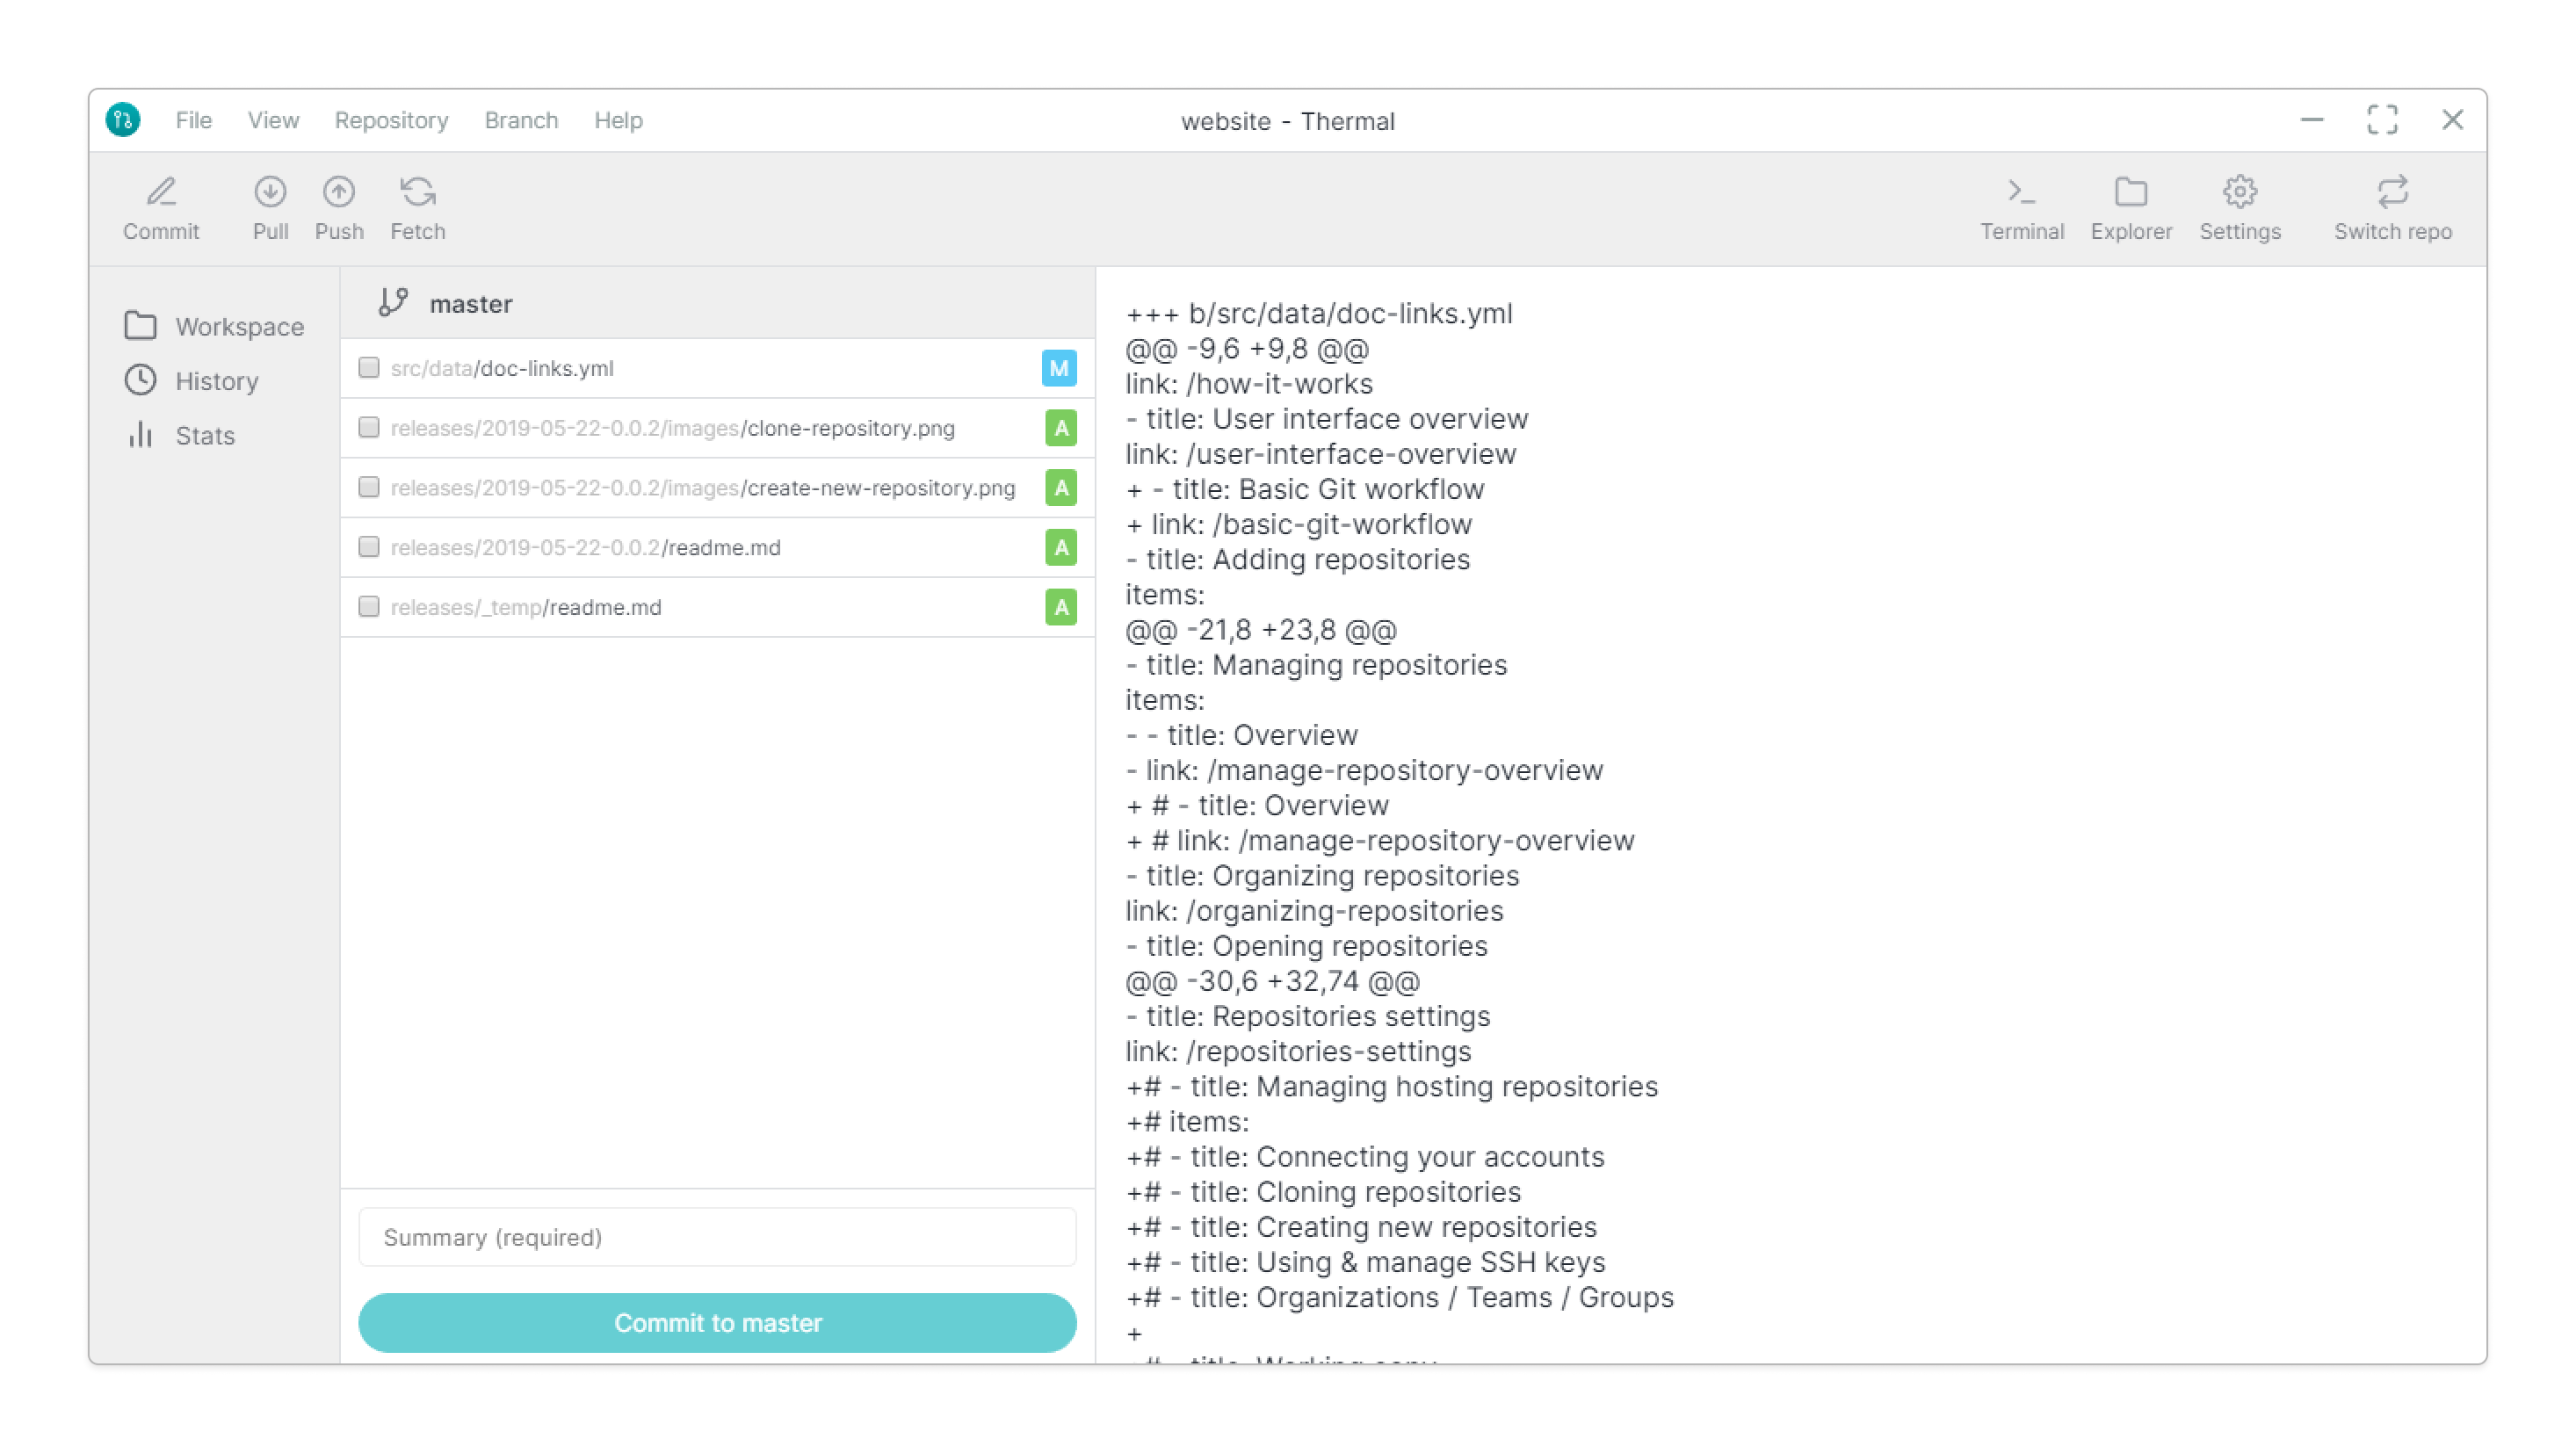 File View Repository Branch Help
website - Thermal
Commit Pull Push Fetch
Terminal Explorer Settings Switch repo
Workspace
History
Stats
master
src/data/doc-links.yml M
releases/2019-05-22-0.0.2/images/clone-repository.png A
releases/2019-05-22-0.0.2/images/create-new-repository.png A
releases/2019-05-22-0.0.2/readme.md A
releases/_temp/readme.md A
Summary (required)
Commit to master
+++ b/src/data/doc-links.yml
@@ -9,6 +9,8 @@
link: /how-it-works
- title: User interface overview
link: /user-interface-overview
+ - title: Basic Git workflow
+ link: /basic-git-workflow
- title: Adding repositories
items:
@@ -21,8 +23,8 @@
- title: Managing repositories
items:
- - title: Overview
- link: /manage-repository-overview
+ # - title: Overview
+ # link: /manage-repository-overview
- title: Organizing repositories
link: /organizing-repositories
- title: Opening repositories
@@ -30,6 +32,74 @@
- title: Repositories settings
link: /repositories-settings
+# - title: Managing hosting repositories
+# items:
+# - title: Connecting your accounts
+# - title: Cloning repositories
+# - title: Creating new repositories
+# - title: Using & manage SSH keys
+# - title: Organizations / Teams / Groups
+
# - title: Working copy